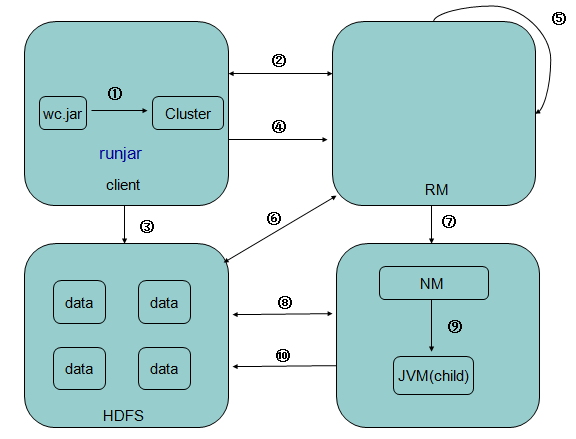 ⑤
②
①
wc.jar
Cluster
④
runjar
client
RM
③
⑥
⑦
data
data
NM
⑧
⑨
data
data
⑩
JVM(child)
HDFS